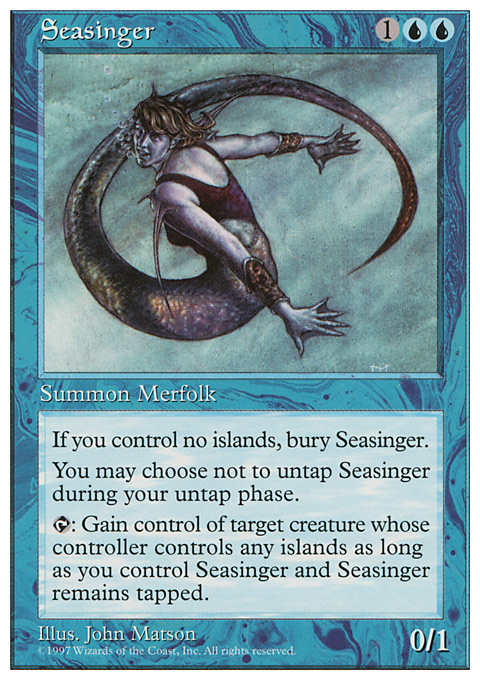 Seasinger 1
Summon Merfolk
If you control no islands, bury Seasinger.
You may choose not to untap Seasinger
during your untap phase.
: Gain control of target creature whose
controller controls any islands as long
as you control Seasinger and Seasinger
remains tapped.
Illus. John Matson
©1997 Wizards of the Coast, Inc. All rights reserved.
0/1